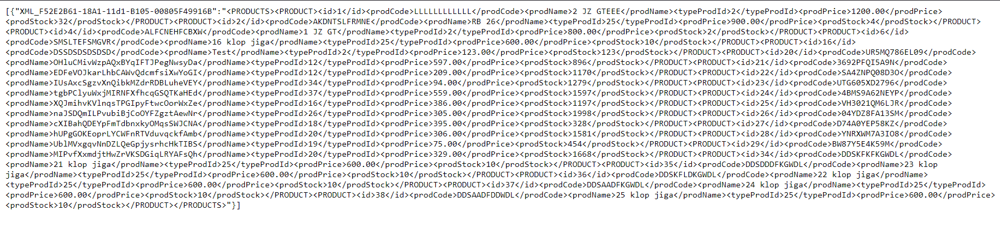 [{"XML_F52E2B61-18A1-11d1-B105-00805F49916B":"<PRODUCTS><PRODUCT><id>1</id><prodCode>LLLLLLLLLLLL</prodCode><prodName>2 JZ GTEEE</prodName><typeProdId>2</typeProdId><prodPrice>1200.00</prodPrice>
<prodStock>32</prodStock></PRODUCT><PRODUCT><id>2</id><prodCode>AKDNTSLFRMNE</prodCode><prodName>RB 26</prodName><typeProdId>25</typeProdId><prodPrice>900.00</prodPrice><prodStock>4</prodStock></PRODUCT>
<PRODUCT><id>4</id><prodCode>ALFCNEHFCBXW</prodCode><prodName>1 JZ GT</prodName><typeProdId>2</typeProdId><prodPrice>800.00</prodPrice><prodStock>2</prodStock></PRODUCT><PRODUCT><id>6</id>
<prodCode>SMSLTEFSMGVR</prodCode><prodName>16 klop jiga</prodName><typeProdId>25</typeProdId><prodPrice>600.00</prodPrice><prodStock>10</prodStock></PRODUCT><PRODUCT><id>16</id>
<prodCode>DSSDSDSDSDSD</prodCode><prodName>Test</prodName><typeProdId>2</typeProdId><prodPrice>123.00</prodPrice><prodStock>123</prodStock></PRODUCT><PRODUCT><id>20</id><prodCode>UR5MQ786EL09</prodCode>
<prodName>OHluCMivWzpAQxBYqIFTJPegNwsyDa</prodName><typeProdId>12</typeProdId><prodPrice>597.00</prodPrice><prodStock>896</prodStock></PRODUCT><PRODUCT><id>21</id><prodCode>3692PFQI5A9N</prodCode>
<prodName>EDFeVOJkarLhbCAWvQdcmfsiXwYoGI</prodName><typeProdId>12</typeProdId><prodPrice>209.00</prodPrice><prodStock>1170</prodStock></PRODUCT><PRODUCT><id>22</id><prodCode>SA4ZNPQ08D3O</prodCode>
<prodName>IUsAxcSgzvXnQibkMZdrRDBLuheVEY</prodName><typeProdId>34</typeProdId><prodPrice>94.00</prodPrice><prodStock>1279</prodStock></PRODUCT><PRODUCT><id>23</id><prodCode>UTG605XD2796</prodCode>
<prodName>tgbPClyuWxjMIRNFXfhcqGSQTKaHEd</prodName><typeProdId>37</typeProdId><prodPrice>559.00</prodPrice><prodStock>1597</prodStock></PRODUCT><PRODUCT><id>24</id><prodCode>4BMS9A62NEYP</prodCode>
<prodName>XQJmihvKVlnqsTPGIpyFtwcOorWxZe</prodName><typeProdId>16</typeProdId><prodPrice>386.00</prodPrice><prodStock>1197</prodStock></PRODUCT><PRODUCT><id>25</id><prodCode>VH3021QM6LJR</prodCode>
<prodName>naJSDQmILPvubiBjCoOYFZgztAewNr</prodName><typeProdId>26</typeProdId><prodPrice>305.00</prodPrice><prodStock>1998</prodStock></PRODUCT><PRODUCT><id>26</id><prodCode>04YDZ8FA13SM</prodCode>
<prodName>cXIBahQDEYpFmTdbnxkyOMqsSWJCNA</prodName><typeProdId>18</typeProdId><prodPrice>395.00</prodPrice><prodStock>328</prodStock></PRODUCT><PRODUCT><id>27</id><prodCode>D74A0YEP58KZ</prodCode>
<prodName>hUPgGOKEoprLYCWFnRTVduvqckfAmb</prodName><typeProdId>20</typeProdId><prodPrice>306.00</prodPrice><prodStock>1581</prodStock></PRODUCT><PRODUCT><id>28</id><prodCode>YNRXWM7A3IO8</prodCode>
<prodName>UblMVxgqvNnDZLQeGpjysrhcHkTIBS</prodName><typeProdId>19</typeProdId><prodPrice>75.00</prodPrice><prodStock>454</prodStock></PRODUCT><PRODUCT><id>29</id><prodCode>BW87Y5E4K59M</prodCode>
<prodName>MIPvfXxmdjtHwZrVKSDGiqLRYAFsQh</prodName><typeProdId>20</typeProdId><prodPrice>329.00</prodPrice><prodStock>1668</prodStock></PRODUCT><PRODUCT><id>34</id><prodCode>DDSKFKFKGWDL</prodCode>
<prodName>21 klop jiga</prodName><typeProdId>25</typeProdId><prodPrice>600.00</prodPrice><prodStock>10</prodStock></PRODUCT><PRODUCT><id>35</id><prodCode>DDSDDDFKGWDL</prodCode><prodName>23 klop
jiga</prodName><typeProdId>25</typeProdId><prodPrice>600.00</prodPrice><prodStock>10</prodStock></PRODUCT><PRODUCT><id>36</id><prodCode>DDSKFLDKGWDL</prodCode><prodName>22 klop jiga</prodName>
<typeProdId>25</typeProdId><prodPrice>600.00</prodPrice><prodStock>10</prodStock></PRODUCT><PRODUCT><id>37</id><prodCode>DDSAADFKGWDL</prodCode><prodName>24 klop jiga</prodName><typeProdId>25</typeProdId>
<prodPrice>600.00</prodPrice><prodStock>10</prodStock></PRODUCT><PRODUCT><id>38</id><prodCode>DDSAADFDDWDL</prodCode><prodName>25 klop jiga</prodName><typeProdId>25</typeProdId><prodPrice>600.00</prodPrice>
<prodStock>10</prodStock></PRODUCT></PRODUCTS>"}]